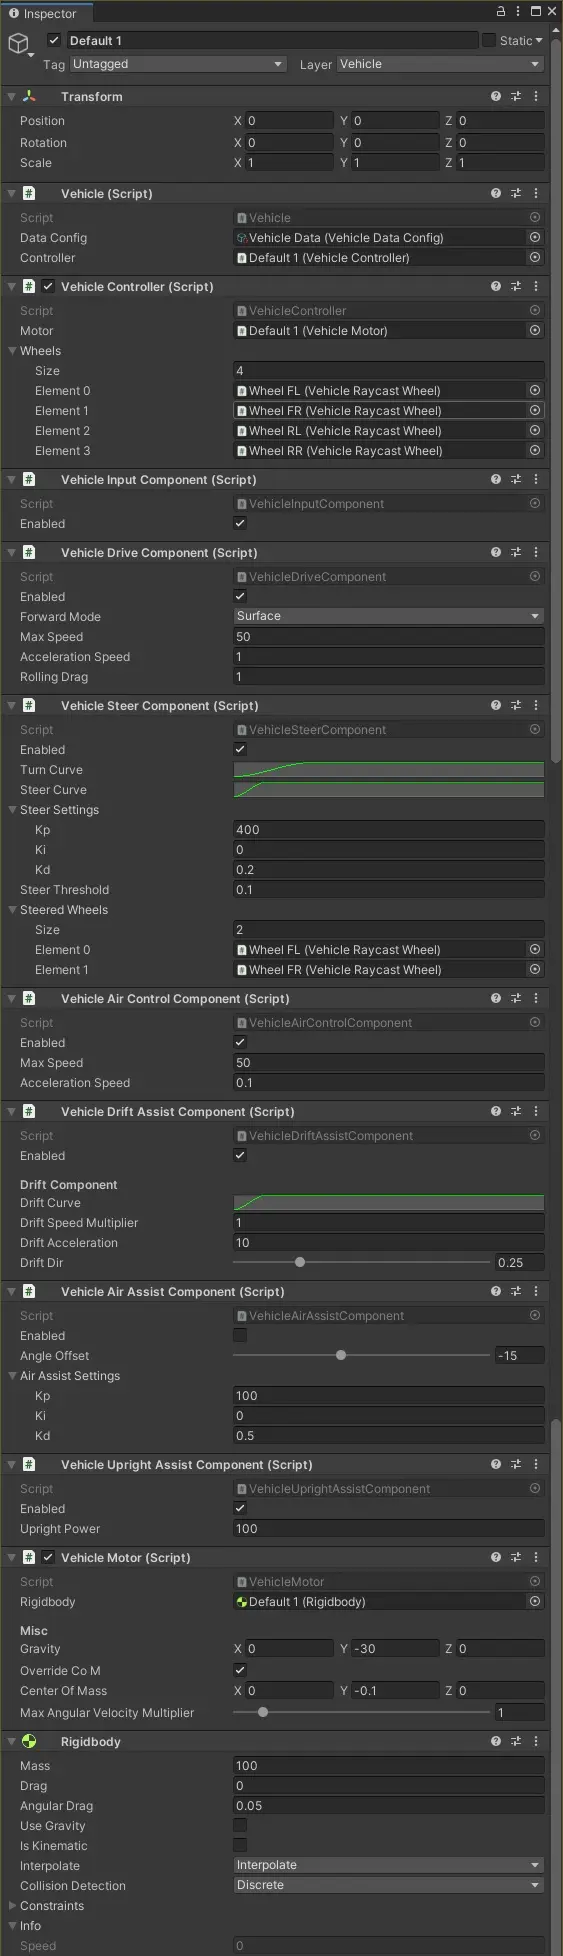 Inspector
Default 1 Static
Tag Untagged Layer Vehicle
Transform
Position X 0 Y 0 Z 0
Rotation X 0 Y 0 Z 0
Scale X 1 Y 1 Z 1
Vehicle (Script)
Script Vehicle
Data Config Vehicle Data (Vehicle Data Config)
Controller Default 1 (Vehicle Controller)
Vehicle Controller (Script)
Script VehicleController
Motor Default 1 (Vehicle Motor)
Wheels
Size 4
Element 0 Wheel FL (Vehicle Raycast Wheel)
Element 1 Wheel FR (Vehicle Raycast Wheel)
Element 2 Wheel RL (Vehicle Raycast Wheel)
Element 3 Wheel RR (Vehicle Raycast Wheel)
Vehicle Input Component (Script)
Script VehicleInputComponent
Enabled
Vehicle Drive Component (Script)
Script VehicleDriveComponent
Enabled
Forward Mode Surface
Max Speed 50
Acceleration Speed 1
Rolling Drag 1
Vehicle Steer Component (Script)
Script VehicleSteerComponent
Enabled
Turn Curve
Steer Curve
Steer Settings
Kp 400
Ki 0
Kd 0.2
Steer Threshold 0.1
Steered Wheels
Size 2
Element 0 Wheel FL (Vehicle Raycast Wheel)
Element 1 Wheel FR (Vehicle Raycast Wheel)
Vehicle Air Control Component (Script)
Script VehicleAirControlComponent
Enabled
Max Speed 50
Acceleration Speed 0.1
Vehicle Drift Assist Component (Script)
Script VehicleDriftAssistComponent
Enabled
Drift Component
Drift Curve
Drift Speed Multiplier 1
Drift Acceleration 10
Drift Dir 0.25
Vehicle Air Assist Component (Script)
Script VehicleAirAssistComponent
Enabled
Angle Offset -15
Air Assist Settings
Kp 100
Ki 0
Kd 0.5
Vehicle Upright Assist Component (Script)
Script VehicleUprightAssistComponent
Enabled
Upright Power 100
Vehicle Motor (Script)
Script VehicleMotor
Rigidbody Default 1 (Rigidbody)
Misc
Gravity X 0 Y -30 Z 0
Override Co M
Center Of Mass X 0 Y -0.1 Z 0
Max Angular Velocity Multiplier 1
Rigidbody
Mass 100
Drag 0
Angular Drag 0.05
Use Gravity
Is Kinematic
Interpolate Interpolate
Collision Detection Discrete
Constraints
Info
Speed 0